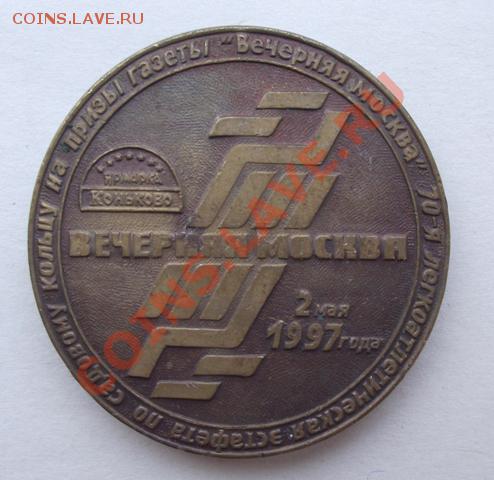 СОINS.LAVE.RU
70-я легкоатлетическая эстафета по садовому кольцу на призы газеты "Вечерняя Москва"
ярмарка
КОНЬКОВО
ВЕЧЕРНЯЯ МОСКВА
2 мая
1997 года
COINS.LAVE.RU